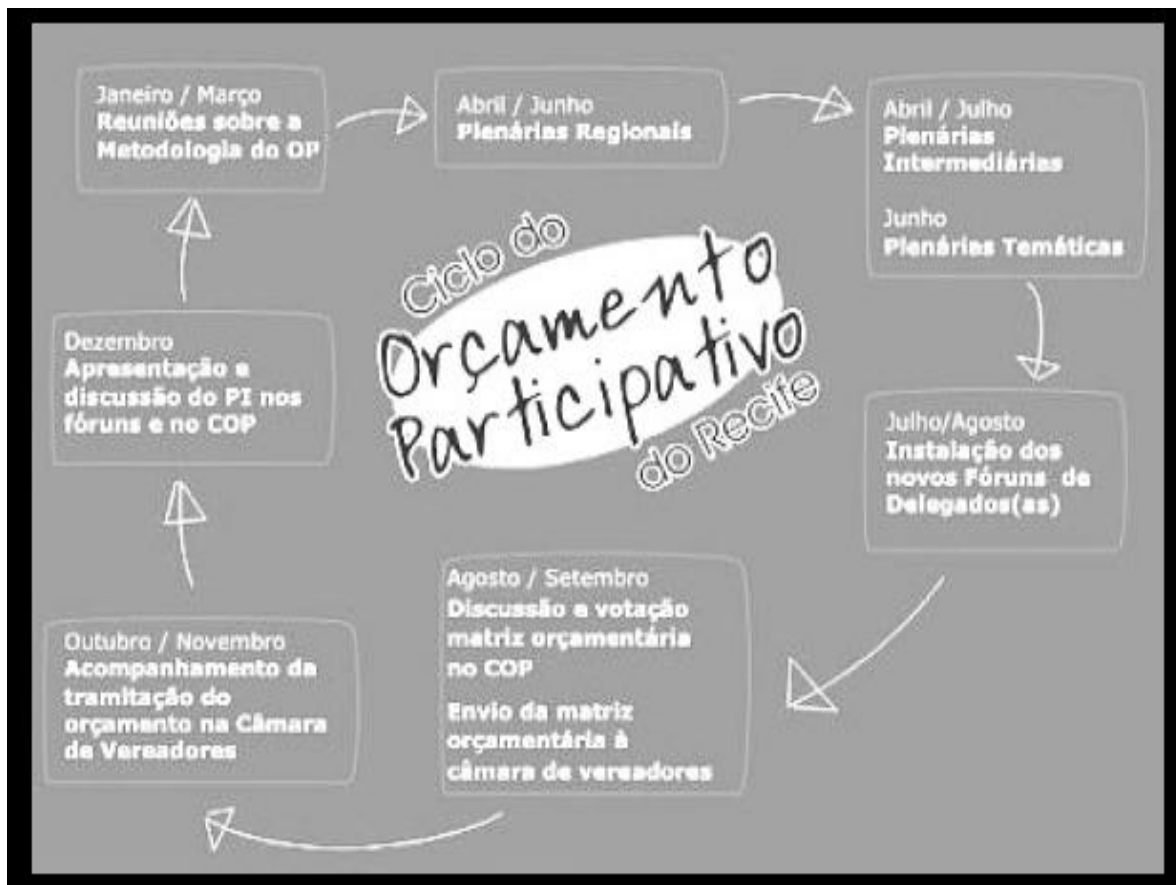 Janeiro / Março
Reuniões sobre a
Metodologia do OP
Abril / Junho
Plenárias Regionais
Abril / Julho
Plenárias
Intermediárias
Junho
Plenárias Temáticas
Ciclo do
Orçamento
Participativo
do Recife
Julho/Agosto
Instalação dos
novos Fóruns de
Delegados(as)
Agosto / Setembro
Discussão e votação
matriz orçamentária
no COP
Envio da matriz
orçamentária à
câmara de vereadores
Outubro / Novembro
Acompanhamento da
tramitação do
orçamento na Câmara
de Vereadores
Dezembro
Apresentação e
discussão do PI nos
fóruns e no COP